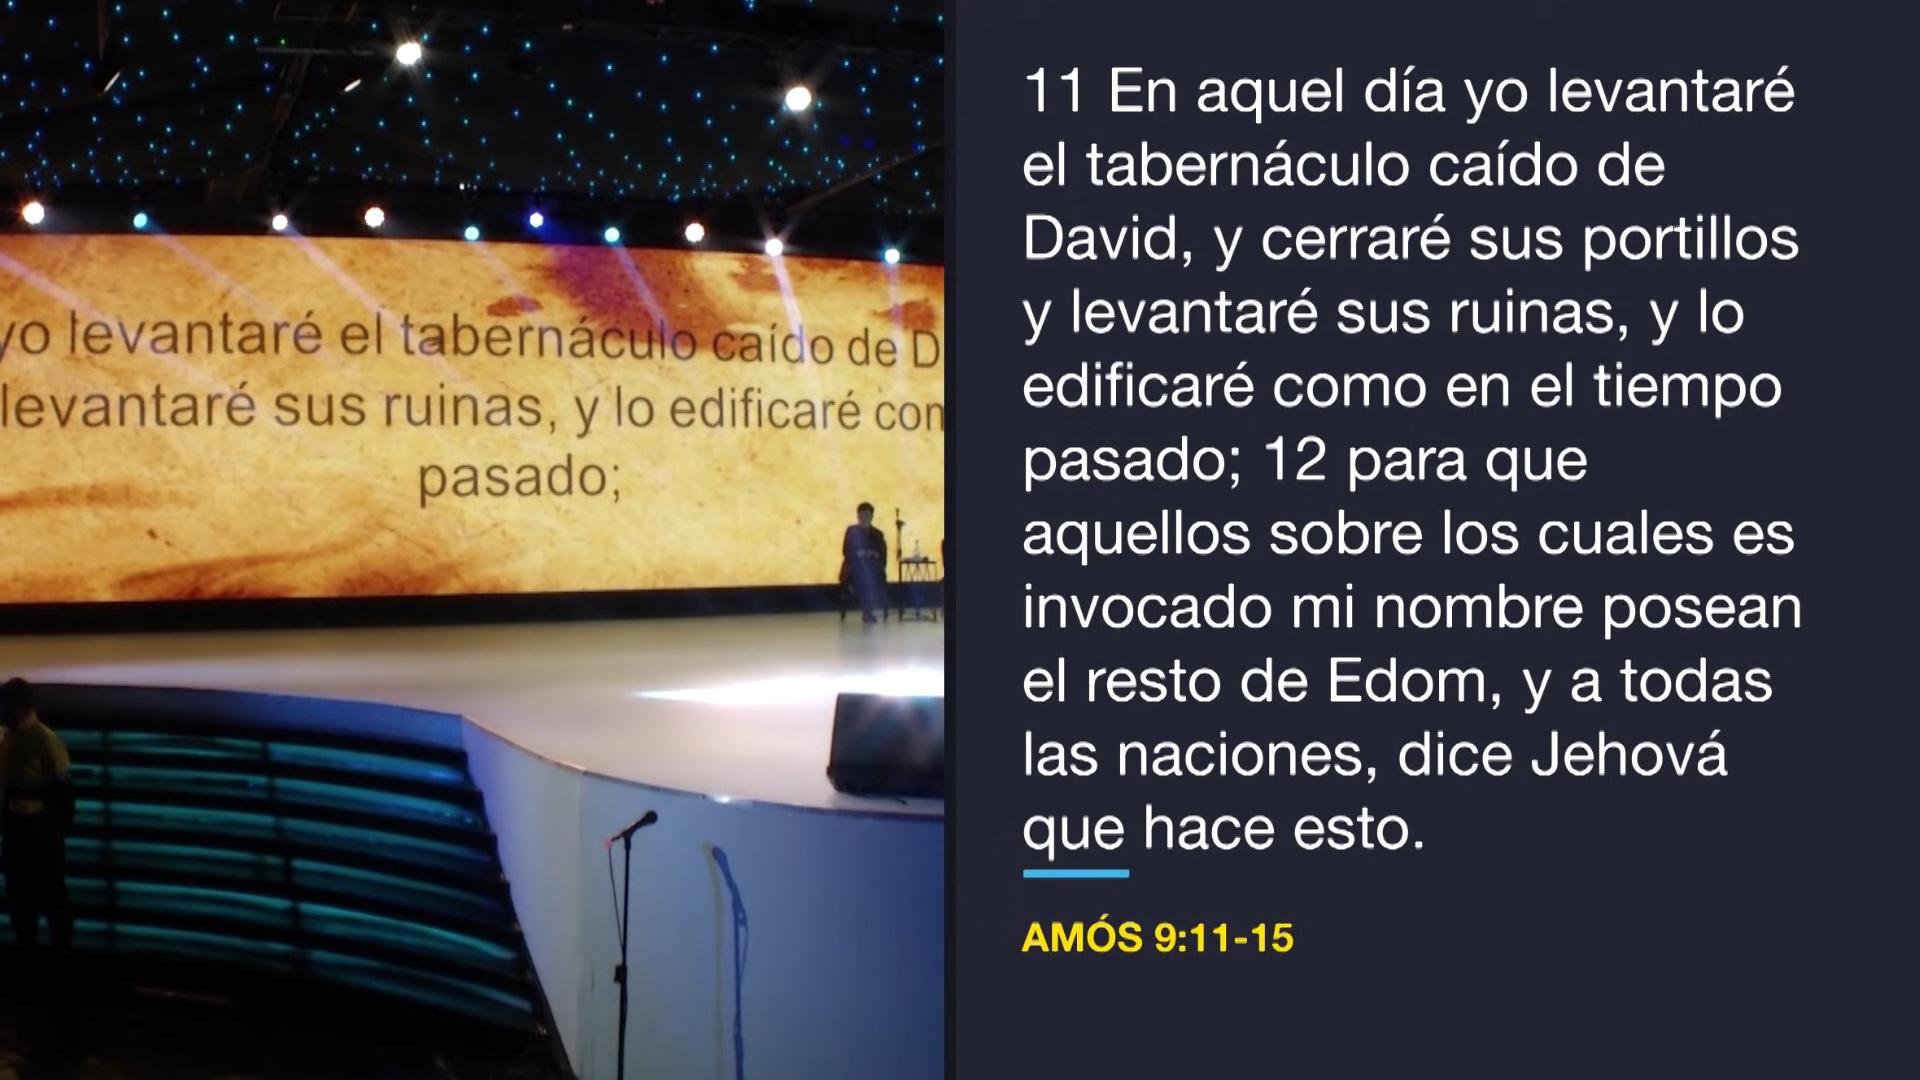 yo levantaré el tabernáculo caído de D
levantaré sus ruinas, y lo edificaré com
pasado;
11 En aquel día yo levantaré
el tabernáculo caído de
David, y cerraré sus portillos
y levantaré sus ruinas, y lo
edificaré como en el tiempo
pasado; 12 para que
aquellos sobre los cuales es
invocado mi nombre posean
el resto de Edom, y a todas
las naciones, dice Jehová
que hace esto.
AMÓS 9:11-15